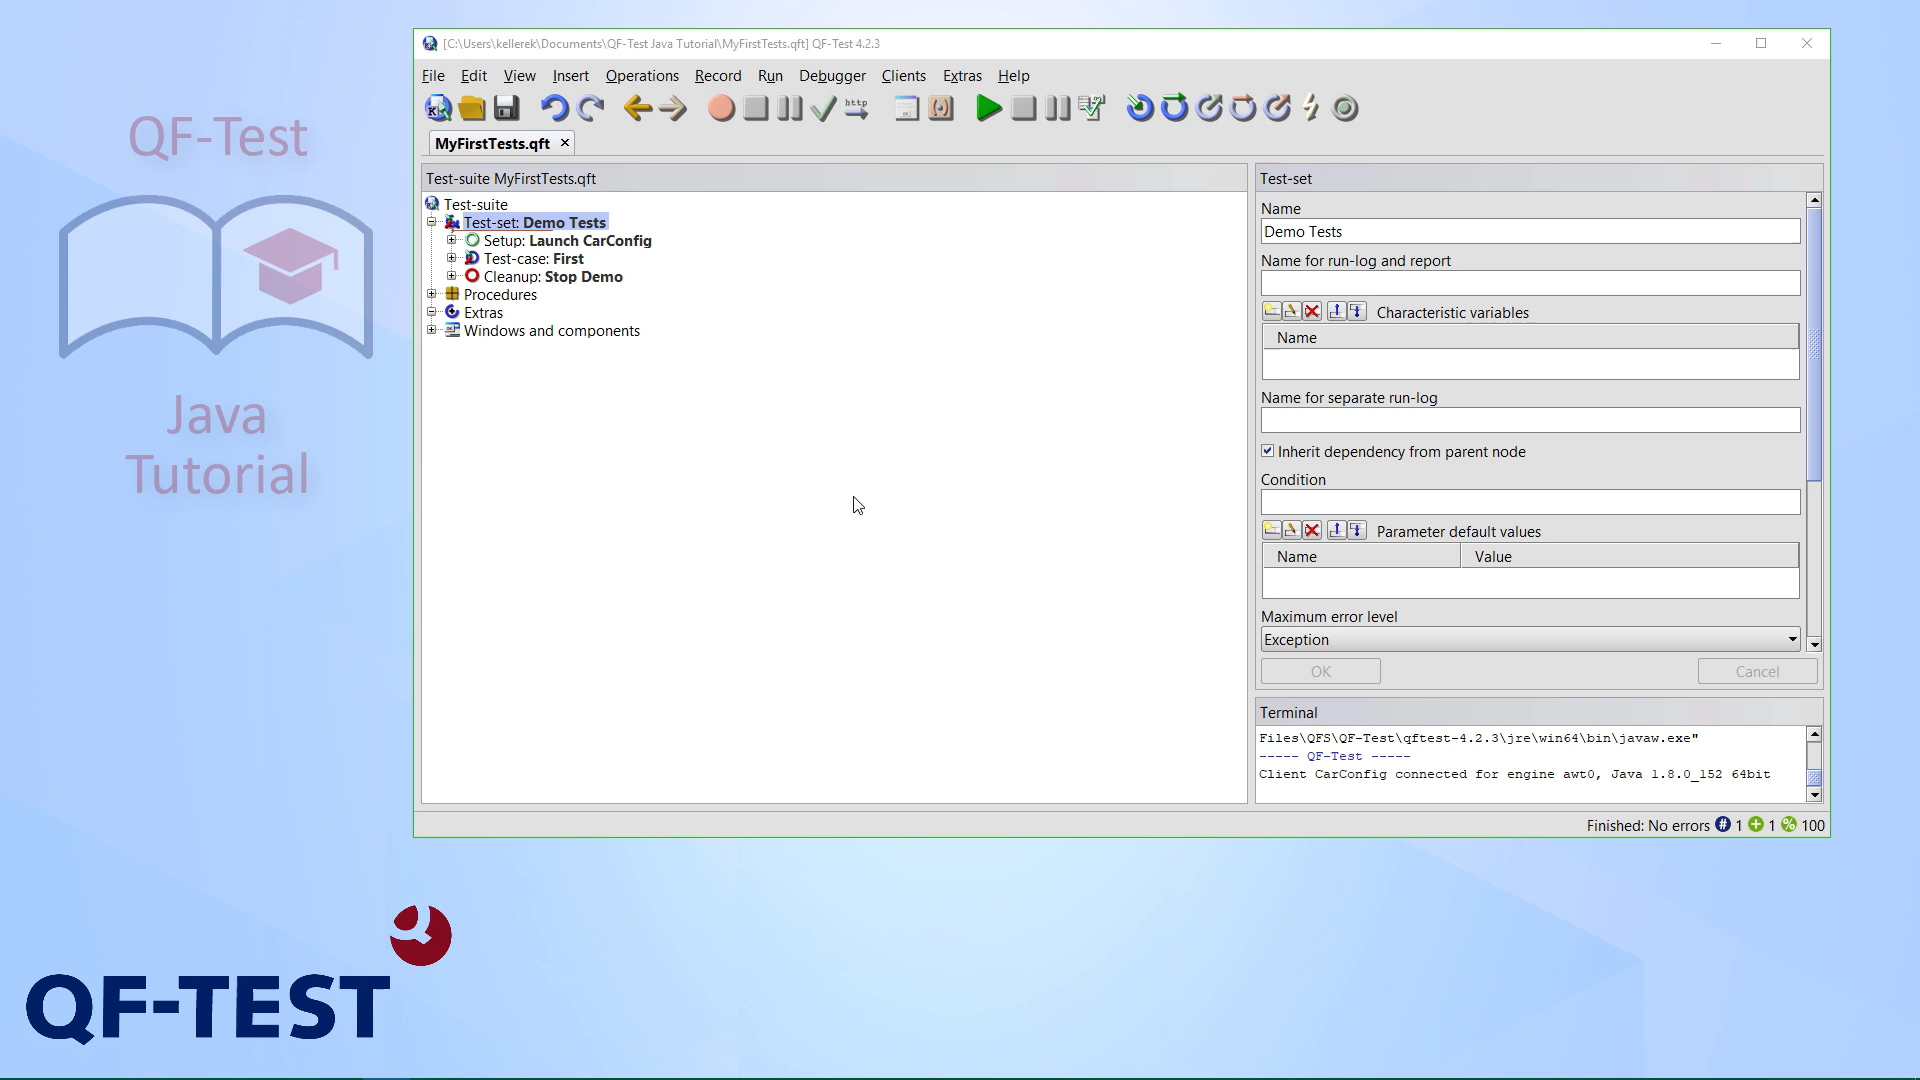 [C:\Users\kellerek\Documents\QF-Test Java Tutorial\MyFirstTests.qft] QF-Test 4.2.3
File Edit View Insert Operations Record Run Debugger Clients Extras Help
http
MyFirstTests.qft
QF-Test
Java
Tutorial
Test-suite MyFirstTests.qft
Test-suite
Test-set: Demo Tests
Setup: Launch CarConfig
Test-case: First
Cleanup: Stop Demo
Procedures
Extras
Windows and components
Test-set
Name
Demo Tests
Name for run-log and report
Characteristic variables
Name
Name for separate run-log
Inherit dependency from parent node
Condition
Parameter default values
Name Value
Maximum error level
Exception
OK Cancel
Terminal
Files\QFS\QF-Test\qftest-4.2.3\jre\win64\bin\javaw.exe"
----- QF-Test -----
Client CarConfig connected for engine awt0, Java 1.8.0_152 64bit
Finished: No errors # 1 + 1 % 100
QF-TEST